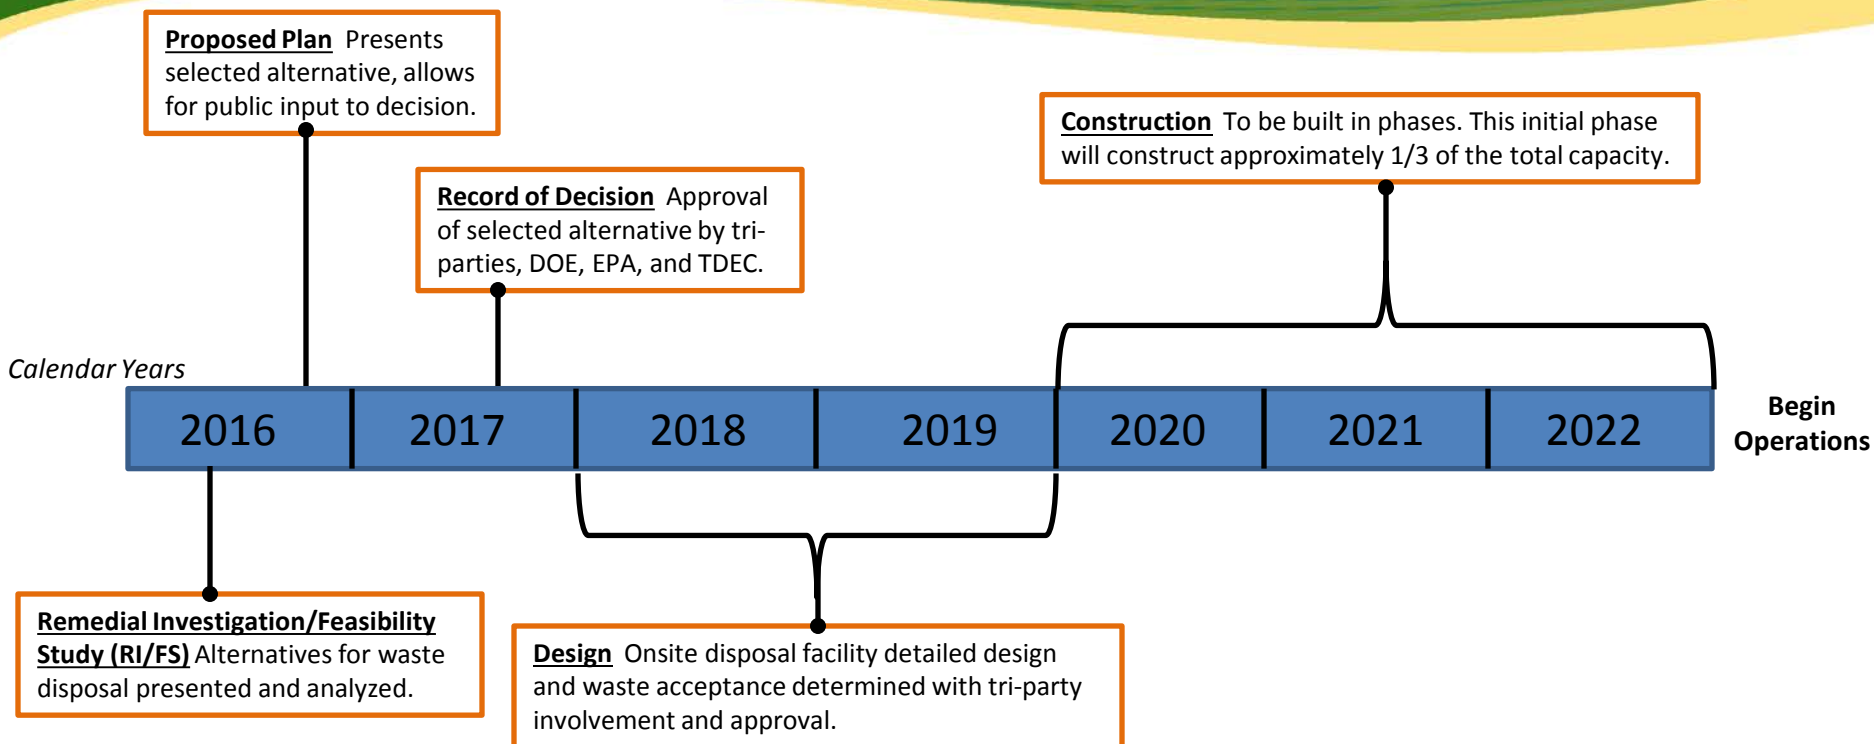 Proposed Plan Presents
selected alternative, allows
for public input to decision.
Construction To be built in phases. This initial phase
will construct approximately 1/3 of the total capacity.
Record of Decision Approval
of selected alternative by tri-
parties, DOE, EPA, and TDEC.
Calendar Years
2016 2017 2018 2019 2020 2021 2022
Begin
Operations
Remedial Investigation/Feasibility
Study (RI/FS) Alternatives for waste
disposal presented and analyzed.
Design Onsite disposal facility detailed design
and waste acceptance determined with tri-party
involvement and approval.